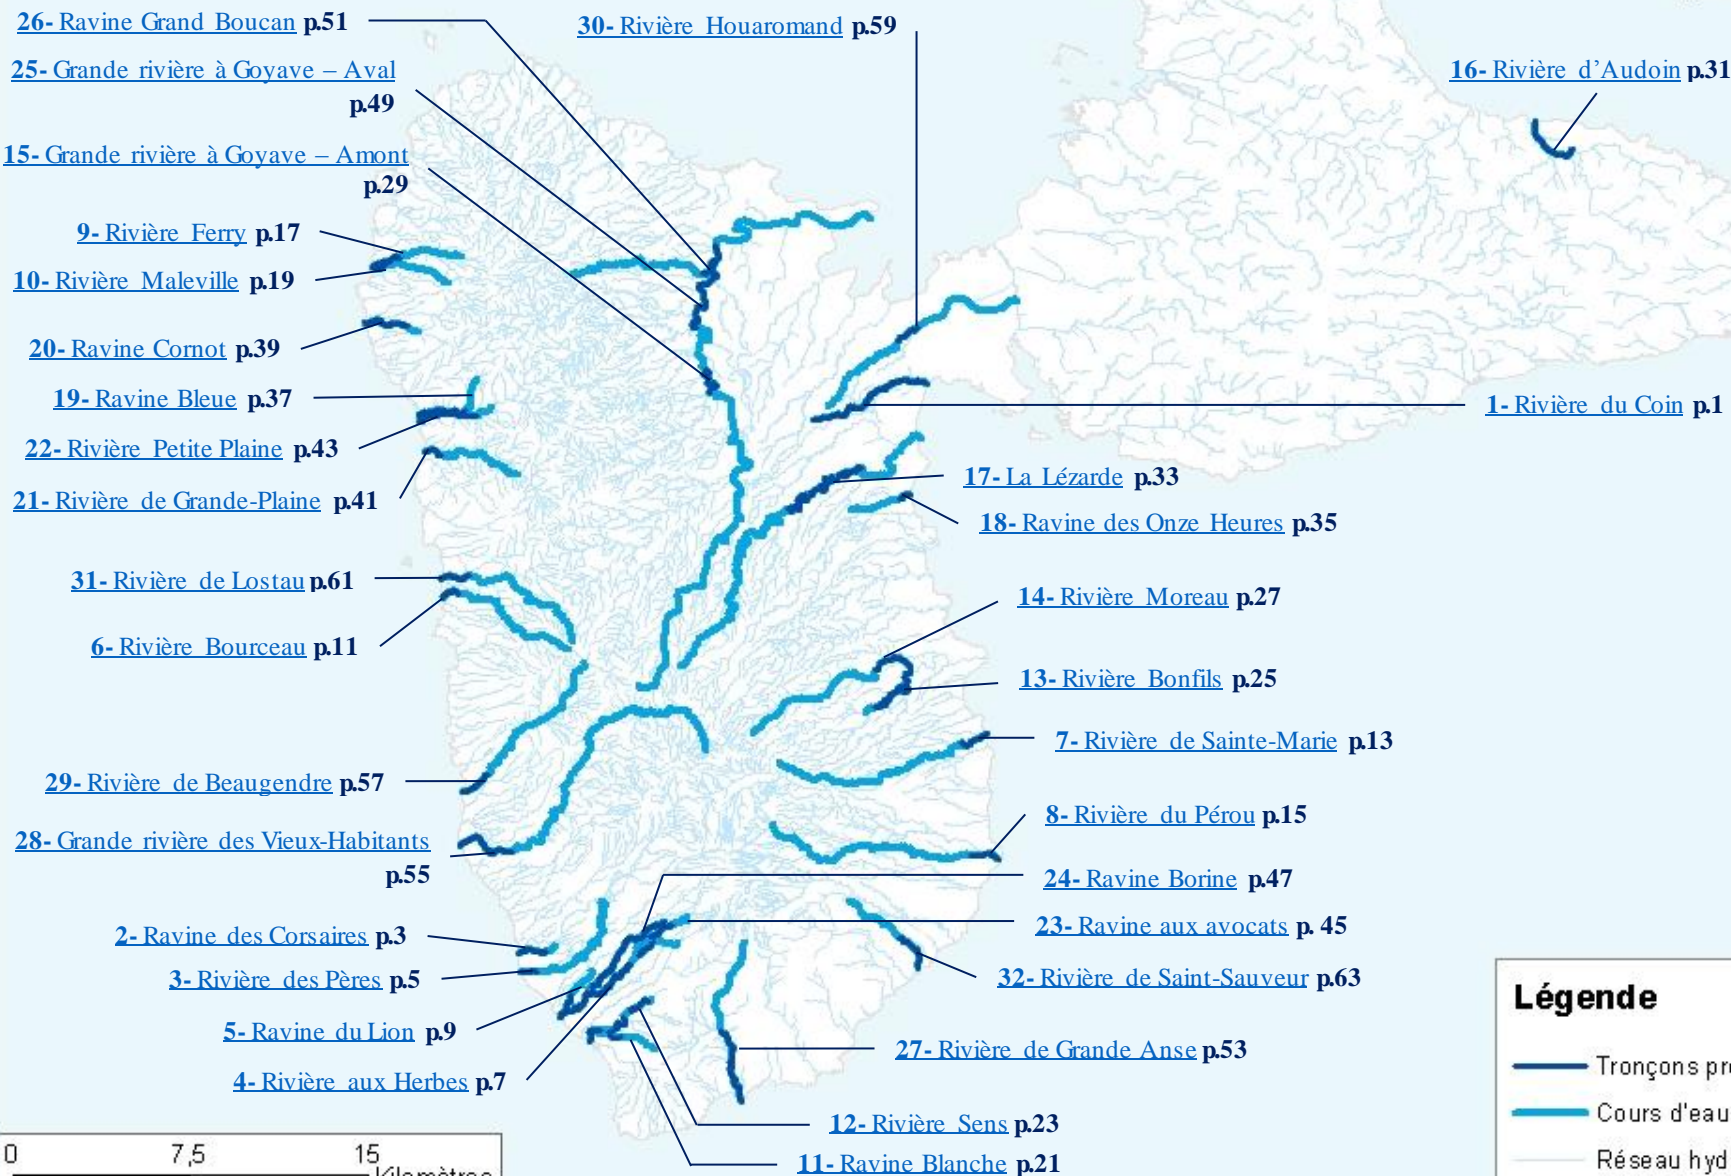 26- Ravine Grand Boucan p.51
30- Rivière Houaromand p.59
25- Grande rivière à Goyave – Aval
p.49
16- Rivière d'Audoin p.31
15- Grande rivière à Goyave – Amont
p.29
9- Rivière Ferry p.17
10- Rivière Maleville p.19
20- Ravine Cornot p.39
19- Ravine Bleue p.37
1- Rivière du Coin p.1
22- Rivière Petite Plaine p.43
17- La Lézarde p.33
21- Rivière de Grande-Plaine p.41
18- Ravine des Onze Heures p.35
31- Rivière de Lostau p.61
14- Rivière Moreau p.27
6- Rivière Bourceau p.11
13- Rivière Bonfils p.25
7- Rivière de Sainte-Marie p.13
29- Rivière de Beaugendre p.57
8- Rivière du Pérou p.15
28- Grande rivière des Vieux-Habitants
p.55
24- Ravine Borine p.47
23- Ravine aux avocats p. 45
2- Ravine des Corsaires p.3
3- Rivière des Pères p.5
32- Rivière de Saint-Sauveur p.63
5- Ravine du Lion p.9
27- Rivière de Grande Anse p.53
4- Rivière aux Herbes p.7
12- Rivière Sens p.23
11- Ravine Blanche p.21
Légende
Tronçons pr
Cours d'eau
Réseau hyd
0 7,5 15
Kilomètres